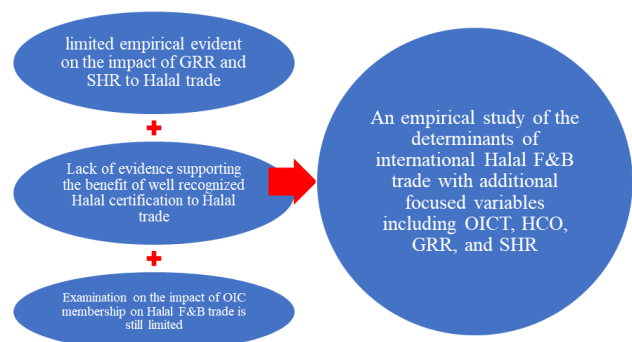 limited empirical evident
on the impact of GRR and
SHR to Halal trade
+
Lack of evidence supporting
the benefit of well recognized
Halal certification to Halal
trade
+
Examination on the impact of OIC
membership on Halal F&B trade is
still limited
An empirical study of the
determinants of
international Halal F&B
trade with additional
focused variables
including OICT, HCO,
GRR, and SHR